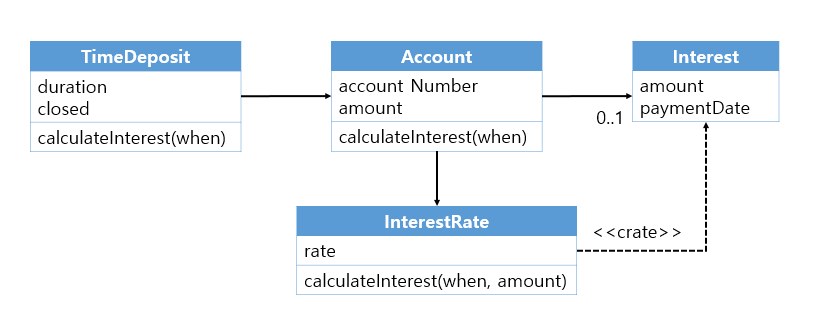 TimeDeposit
duration
closed
calculateInterest(when)
Account
account Number
amount
calculateInterest(when)
Interest
amount
paymentDate
0..1
InterestRate
rate
calculateInterest(when, amount)
<<crate>>